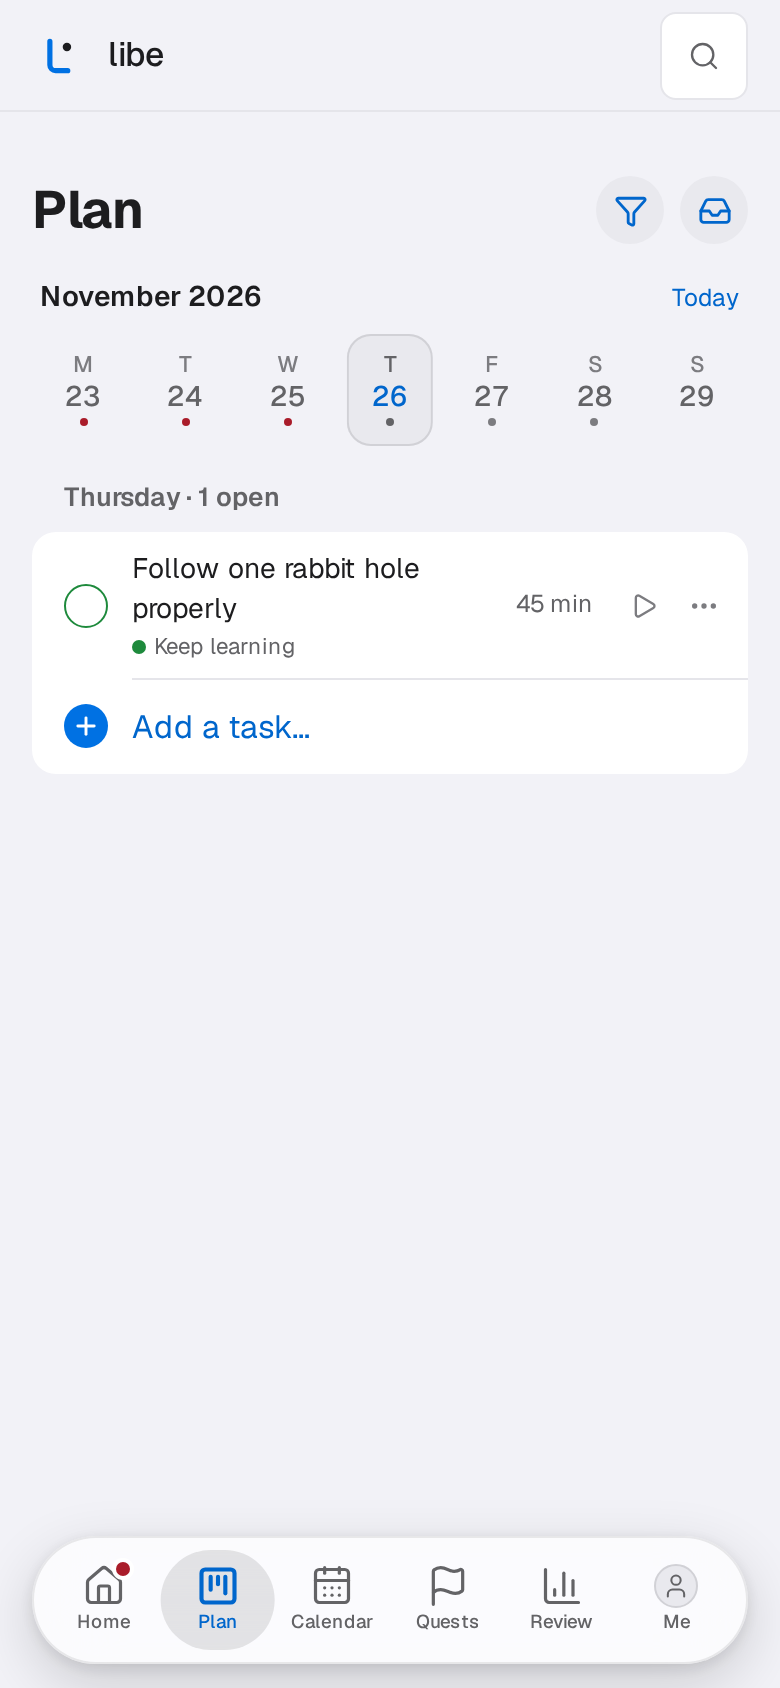 libe
Plan
November 2026
Today
M T W T F S S
23 24 25 26 27 28 29
Thursday · 1 open
Follow one rabbit hole
properly
45 min
Keep learning
Add a task...
Home Plan Calendar Quests Review Me